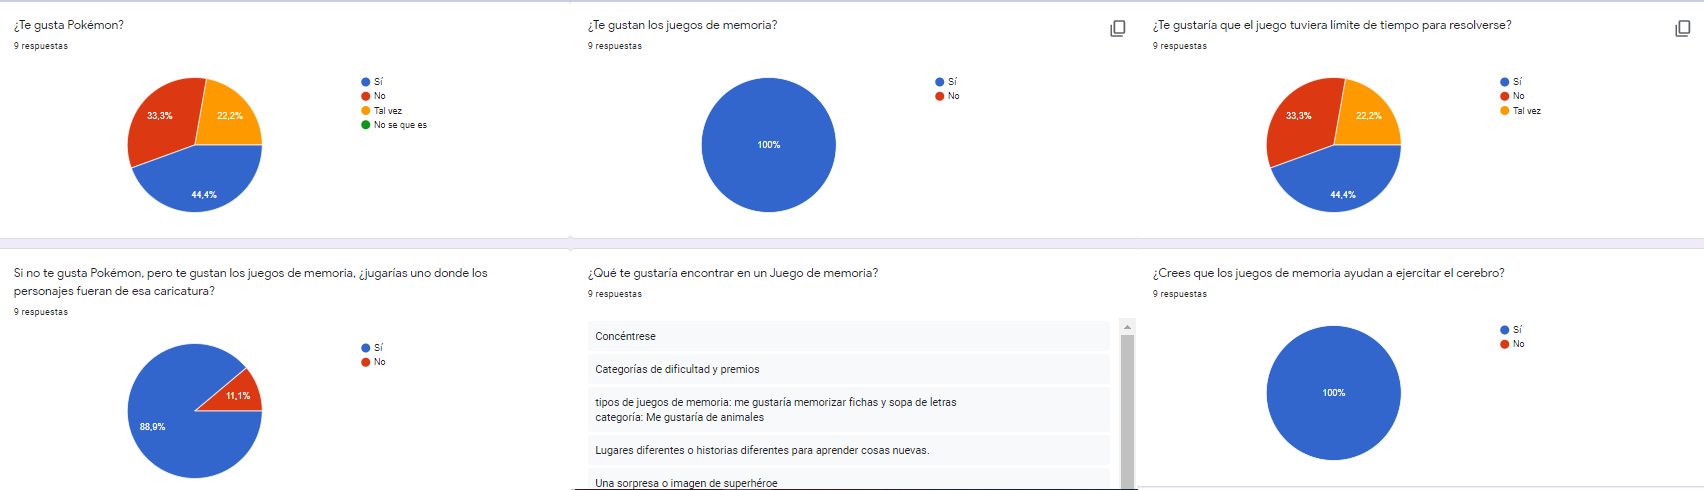 ¿Te gusta Pokémon?
9 respuestas
Sí
No
Tal vez
No se que es
33,3%
22,2%
44,4%
¿Te gustan los juegos de memoria?
9 respuestas
Sí
No
100%
¿Te gustaría que el juego tuviera límite de tiempo para resolverse?
9 respuestas
Sí
No
Tal vez
33,3%
22,2%
44,4%
Si no te gusta Pokémon, pero te gustan los juegos de memoria, ¿jugarías uno donde los
personajes fueran de esa caricatura?
9 respuestas
Sí
No
11,1%
88,9%
¿Qué te gustaría encontrar en un Juego de memoria?
9 respuestas
Concéntrese
Categorías de dificultad y premios
tipos de juegos de memoria: me gustaría memorizar fichas y sopa de letras
categoría: Me gustaría de animales
Lugares diferentes o historias diferentes para aprender cosas nuevas.
Una sorpresa o imagen de superhéroe
¿Crees que los juegos de memoria ayudan a ejercitar el cerebro?
9 respuestas
Sí
No
100%